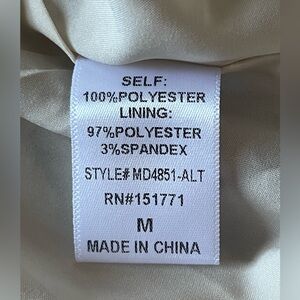 SELF:
100%POLYESTER
LINING:
97%POLYESTER
3%SPANDEX
STYLE# MD4851-ALT
RN#151771
M
MADE IN CHINA